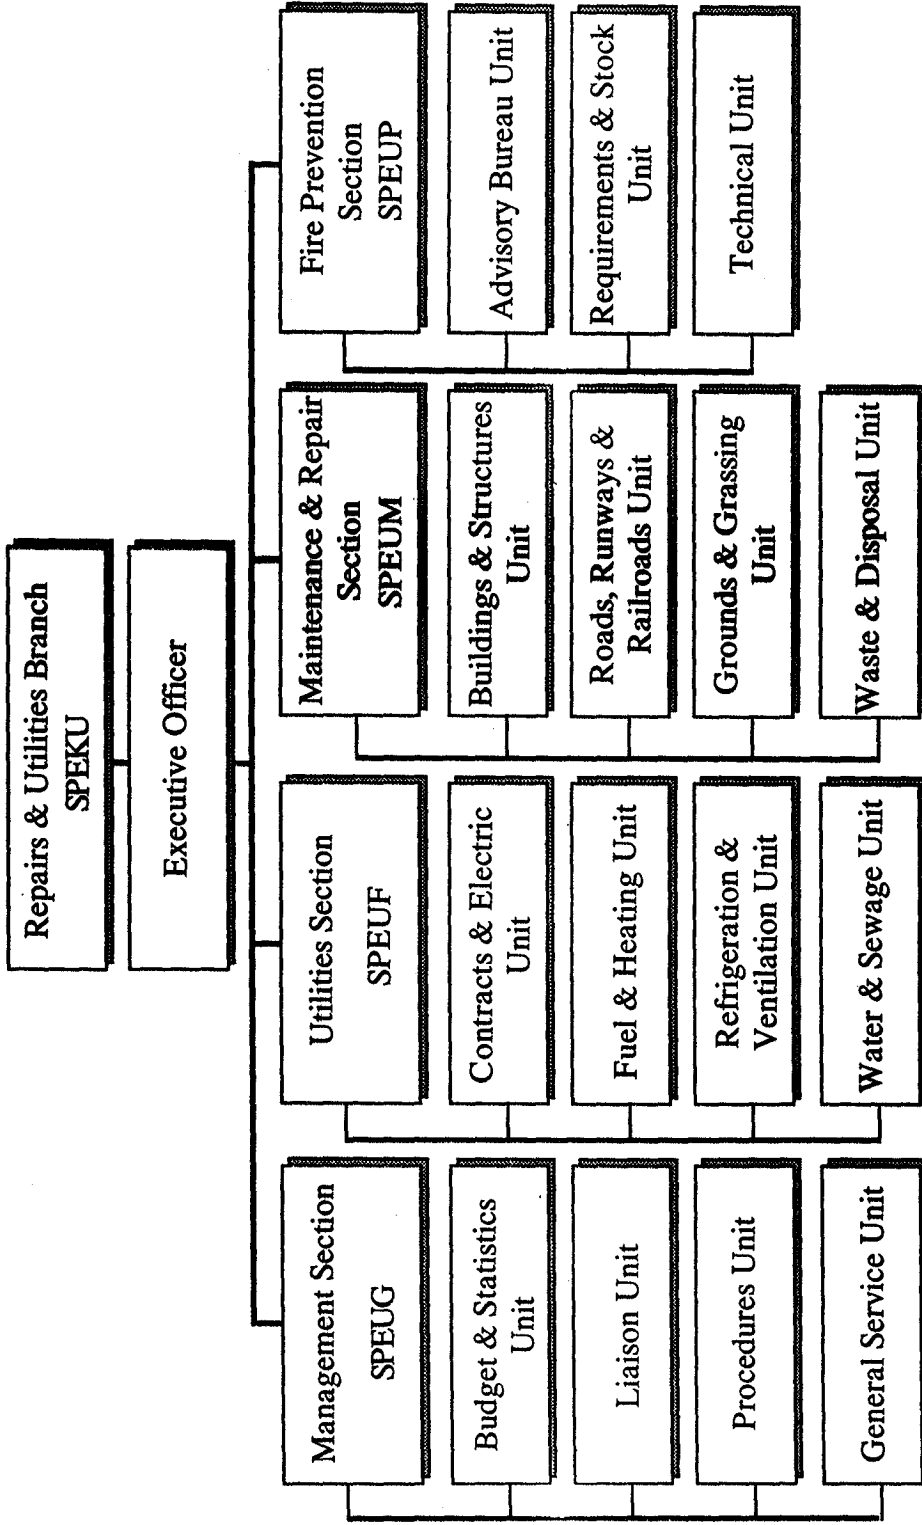 Repairs & Utilities Branch
SPEKU
Executive Officer
Management Section
SPEUG
Budget & Statistics
Unit
Liaison Unit
Procedures Unit
General Service Unit
Utilities Section
SPEUF
Contracts & Electric
Unit
Fuel & Heating Unit
Refrigeration &
Ventilation Unit
Water & Sewage Unit
Maintenance & Repair
Section
SPEUM
Buildings & Structures
Unit
Roads, Runways &
Railroads Unit
Grounds & Grassing
Unit
Waste & Disposal Unit
Fire Prevention
Section
SPEUP
Advisory Bureau Unit
Requirements & Stock
Unit
Technical Unit